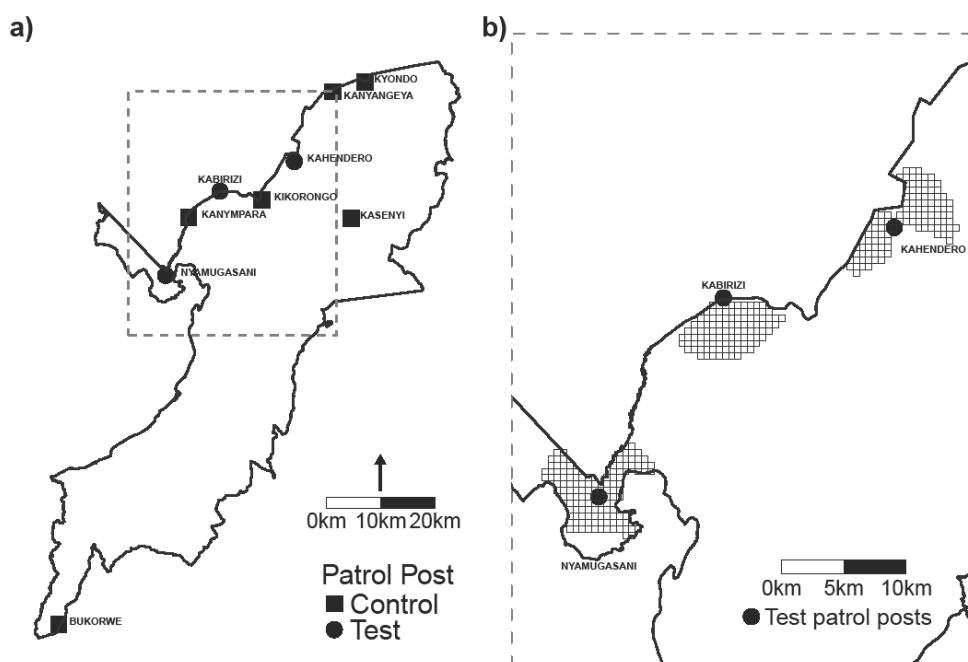 a)
KYONDO
KANYANGEYA
KAHENDERO
KABIRIZI
KIKORONGO
KANYMPARA
KASENYI
NYAMUGASANI
0km 10km 20km
Patrol Post
Control
Test
BUKORWE
b)
KAHENDERO
KABIRIZI
NYAMUGASANI
0km 5km 10km
Test patrol posts